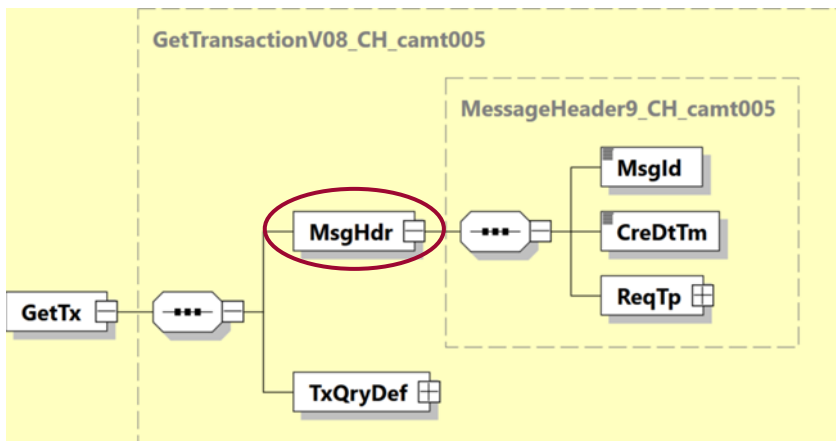 GetTransactionV08_CH_camt005
MessageHeader9_CH_camt005
MsgId
MsgHdr
CreDtTm
ReqTp
GetTx
TxQryDef